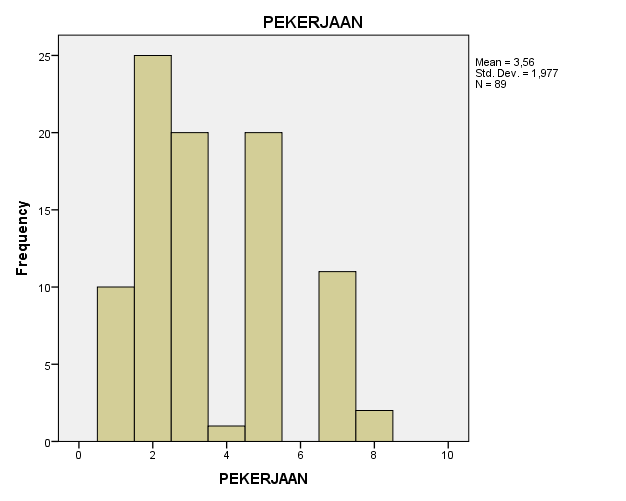 PEKERJAAN
Mean = 3,56
Std. Dev. = 1,977
N = 89
Frequency
25
20
15
10
5
0
0 2 4 6 8 10
PEKERJAAN